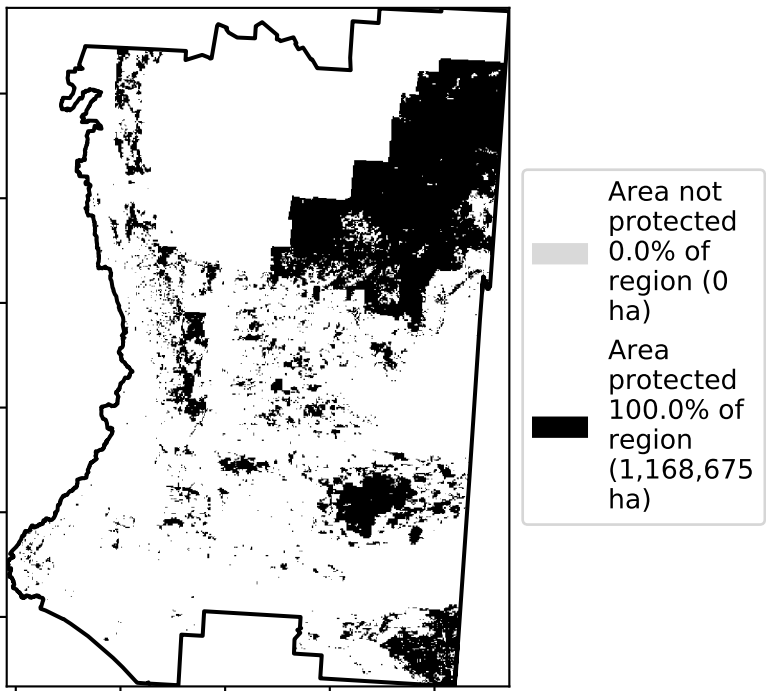 Area not
protected
0.0% of
region (0
ha)
Area
protected
100.0% of
region
(1,168,675
ha)